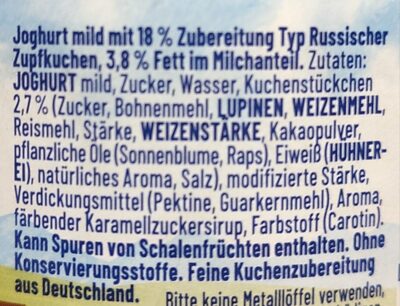 Joghurt mild mit 18 % Zubereitung Typ Russischer
Zupfkuchen, 3,8 % Fett im Milchanteil. Zutaten:
JOGHURT mild, Zucker, Wasser, Kuchenstückchen
2,7 % (Zucker, Bohnenmehl, LUPINEN, WEIZENMEHL,
Reismehl, Stärke, WEIZENSTÄRKE, Kakaopulver,
pflanzliche Öle (Sonnenblume, Raps), Eiweiß (HÜHNER-
EI), natürliches Aroma, Salz), modifizierte Stärke,
Verdickungsmittel (Pektine, Guarkernmehl), Aroma,
färbender Karamellzuckersirup, Farbstoff (Carotin).
Kann Spuren von Schalenfrüchten enthalten. Ohne
Konservierungsstoffe. Feine Kuchenzubereitung
aus Deutschland. Bitte keine Metalllöffel verwenden,